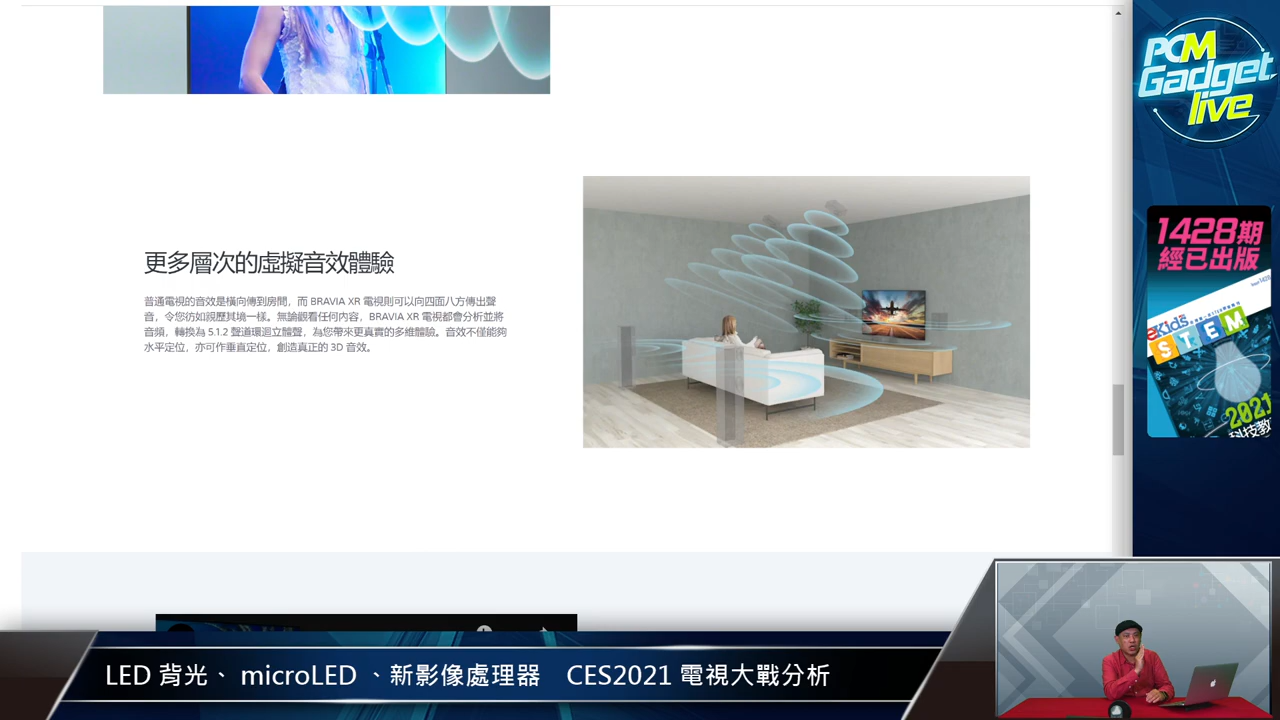 PCM
Gadget
live
更多層次的虛擬音效體驗
普通電視的音效是橫向傳到房間，而 BRAVIA XR 電視則可以向四面八方傳出聲
音，令您彷如親歷其境一樣。無論觀看任何內容，BRAVIA XR 電視都會分析並將
音頻，轉換為 5.1.2 聲道環迴立體聲，為您帶來更真實的多維體驗。音效不僅能夠
水平定位，亦可作垂直定位，創造真正的 3D 音效。
1428期
經已出版
eKids
STEM
2021
科技教
LED 背光、 microLED 、新影像處理器 CES2021 電視大戰分析